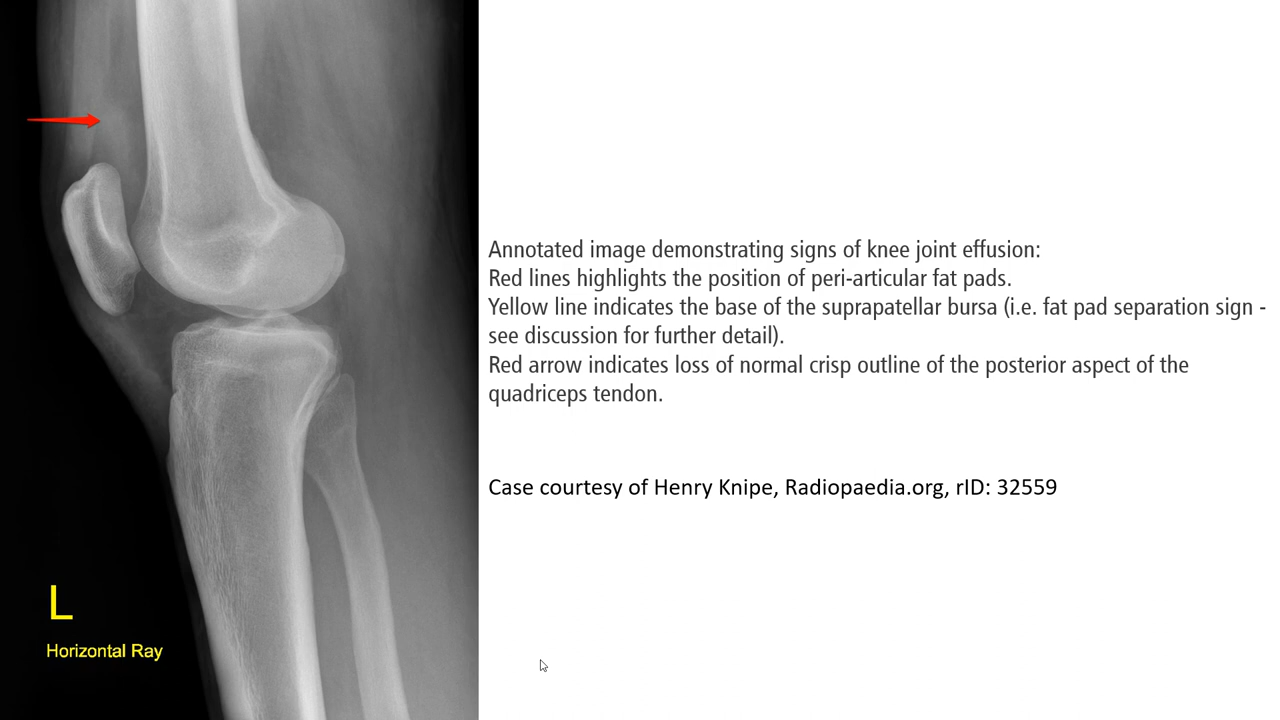 Annotated image demonstrating signs of knee joint effusion:
Red lines highlights the position of peri-articular fat pads.
Yellow line indicates the base of the suprapatellar bursa (i.e. fat pad separation sign -
see discussion for further detail).
Red arrow indicates loss of normal crisp outline of the posterior aspect of the
quadriceps tendon.
Case courtesy of Henry Knipe, Radiopaedia.org, rID: 32559
L
Horizontal Ray